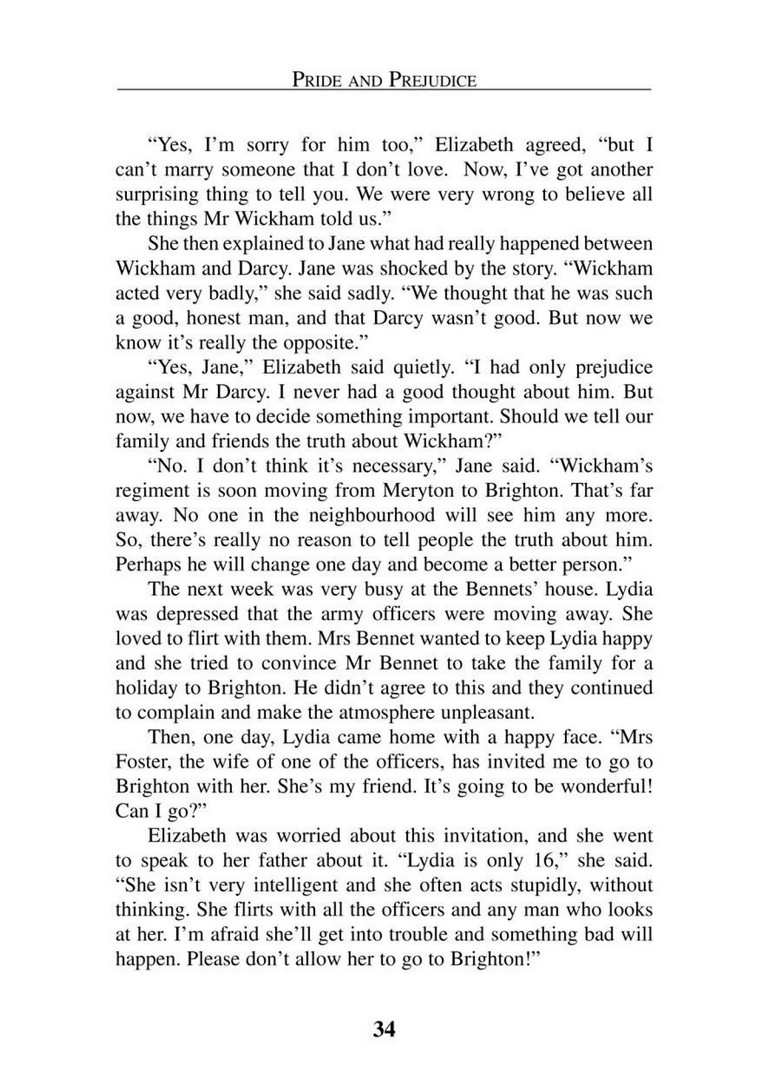 PRIDE AND PREJUDICE
“Yes, I’m sorry for him too,” Elizabeth agreed, “but I
can’t marry someone that I don’t love.  Now, I’ve got another
surprising thing to tell you. We were very wrong to believe all
the things Mr Wickham told us.”
She then explained to Jane what had really happened between
Wickham and Darcy. Jane was shocked by the story. “Wickham
acted very badly,” she said sadly. “We thought that he was such
a good, honest man, and that Darcy wasn’t good. But now we
know it’s really the opposite.”
“Yes, Jane,” Elizabeth said quietly. “I had only prejudice
against Mr Darcy. I never had a good thought about him. But
now, we have to decide something important. Should we tell our
family and friends the truth about Wickham?”
“No. I don’t think it’s necessary,” Jane said. “Wickham’s
regiment is soon moving from Meryton to Brighton. That’s far
away. No one in the neighbourhood will see him any more.
So, there’s really no reason to tell people the truth about him.
Perhaps he will change one day and become a better person.”
The next week was very busy at the Bennets’ house. Lydia
was depressed that the army officers were moving away. She
loved to flirt with them. Mrs Bennet wanted to keep Lydia happy
and she tried to convince Mr Bennet to take the family for a
holiday to Brighton. He didn’t agree to this and they continued
to complain and make the atmosphere unpleasant.
Then, one day, Lydia came home with a happy face. “Mrs
Foster, the wife of one of the officers, has invited me to go to
Brighton with her. She’s my friend. It’s going to be wonderful!
Can I go?”
Elizabeth was worried about this invitation, and she went
to speak to her father about it. “Lydia is only 16,” she said.
“She isn’t very intelligent and she often acts stupidly, without
thinking. She flirts with all the officers and any man who looks
at her. I’m afraid she’ll get into trouble and something bad will
happen. Please don’t allow her to go to Brighton!”
34